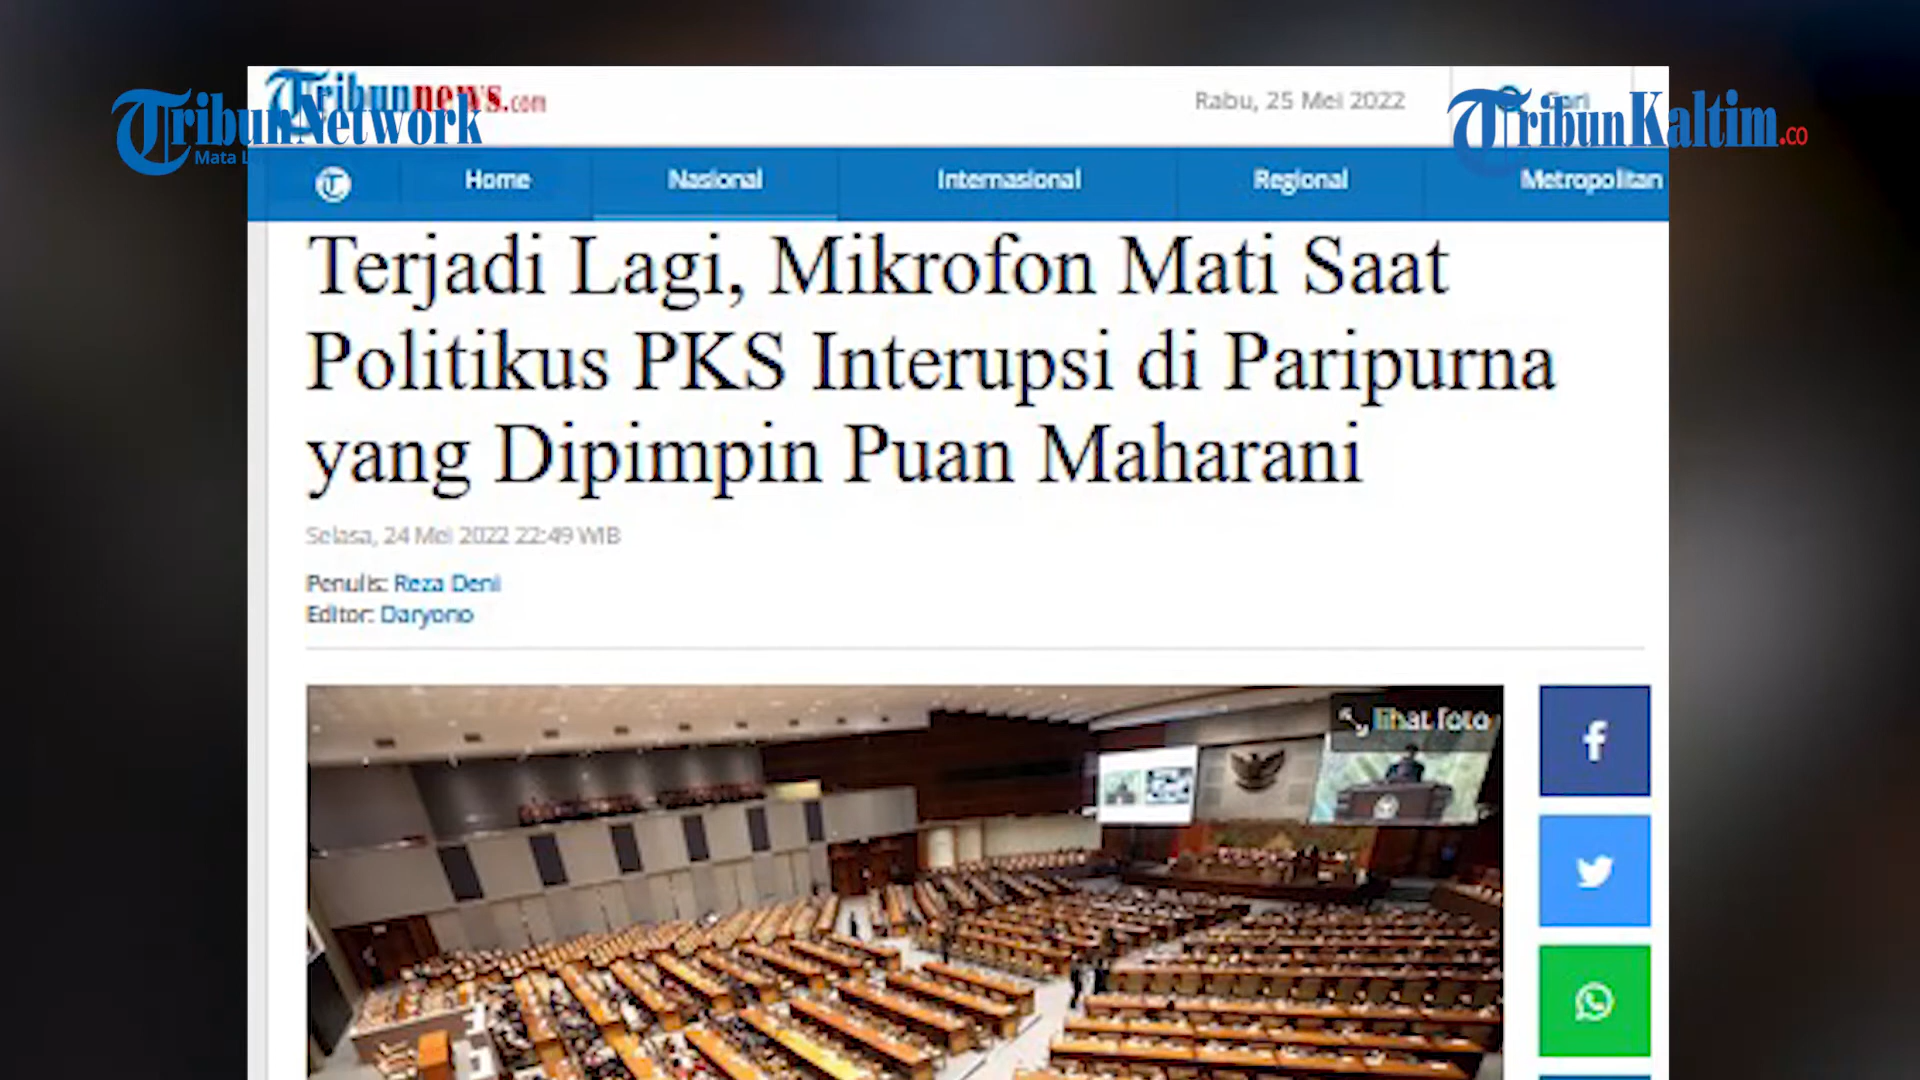 Tribunnews.com
TribunNetwork
Mata L
Rabu, 25 Mei 2022
Cari
TribunKaltim.co
Home
Nasional
Internasional
Regional
Metropolitan
Terjadi Lagi, Mikrofon Mati Saat
Politikus PKS Interupsi di Paripurna
yang Dipimpin Puan Maharani
Selasa, 24 Mei 2022 22:49 WIB
Penulis: Reza Deni
Editor: Daryono
lihat foto